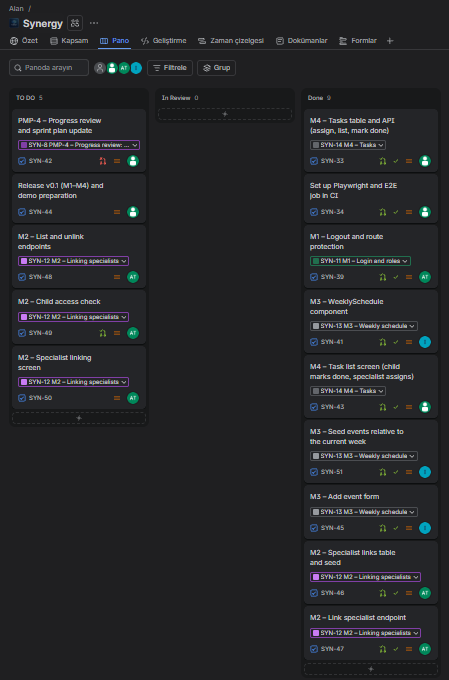 Alan /
Synergy
Özet
Kapsam
Pano
Geliştirme
Zaman çizelgesi
Dokümanlar
Formlar
Panoda arayın
AT
I
Filtrele
Grup
TO DO 5
PMP-4 – Progress review
and sprint plan update
SYN-8 PMP-4 – Progress review: ...
SYN-42
Release v0.1 (M1–M4) and
demo preparation
SYN-44
M2 – List and unlink
endpoints
SYN-12 M2 – Linking specialists
SYN-48
AT
M2 – Child access check
SYN-12 M2 – Linking specialists
SYN-49
AT
M2 – Specialist linking
screen
SYN-12 M2 – Linking specialists
SYN-50
AT
In Review 0
Done 9
M4 – Tasks table and API
(assign, list, mark done)
SYN-14 M4 – Tasks
SYN-33
Set up Playwright and E2E
job in CI
SYN-34
M1 – Logout and route
protection
SYN-11 M1 – Login and roles
SYN-39
AT
M3 – WeeklySchedule
component
SYN-13 M3 – Weekly schedule
SYN-41
I
M4 – Task list screen (child
marks done, specialist assigns)
SYN-14 M4 – Tasks
SYN-43
M3 – Seed events relative to
the current week
SYN-13 M3 – Weekly schedule
SYN-51
I
M3 – Add event form
SYN-13 M3 – Weekly schedule
SYN-45
I
M2 – Specialist links table
and seed
SYN-12 M2 – Linking specialists
SYN-46
AT
M2 – Link specialist endpoint
SYN-12 M2 – Linking specialists
SYN-47
AT